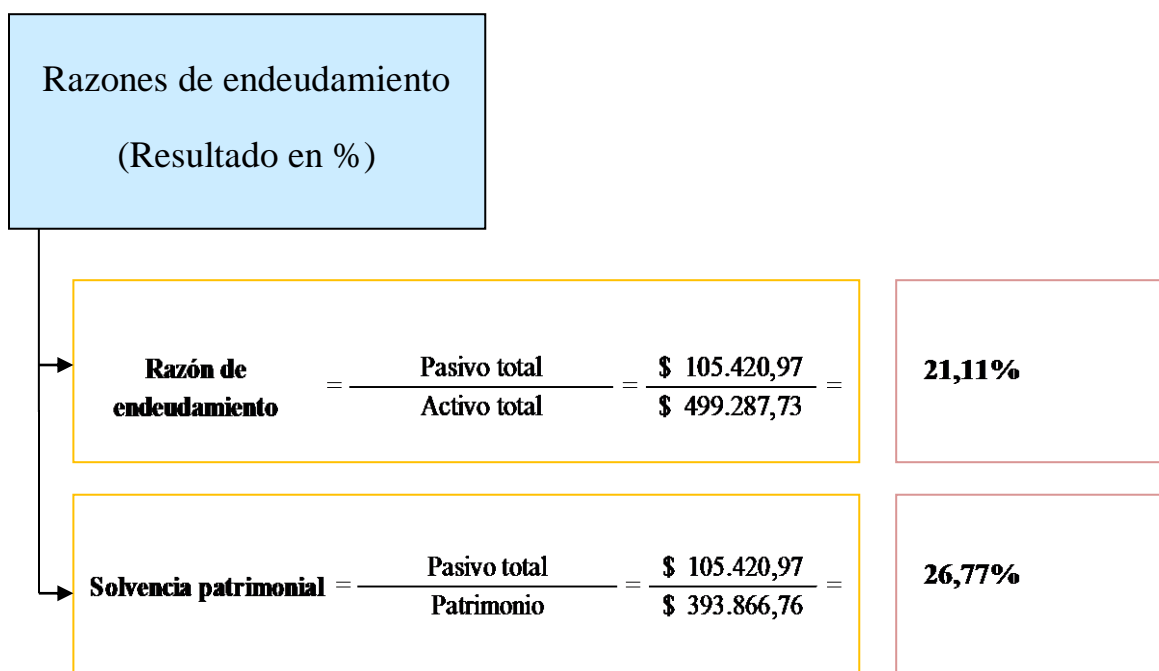 Razones de endeudamiento
(Resultado en %)
Razón de endeudamiento = Pasivo total / Activo total = $ 105.420,97 / $ 499.287,73 = 21,11%
Solvencia patrimonial = Pasivo total / Patrimonio = $ 105.420,97 / $ 393.866,76 = 26,77%